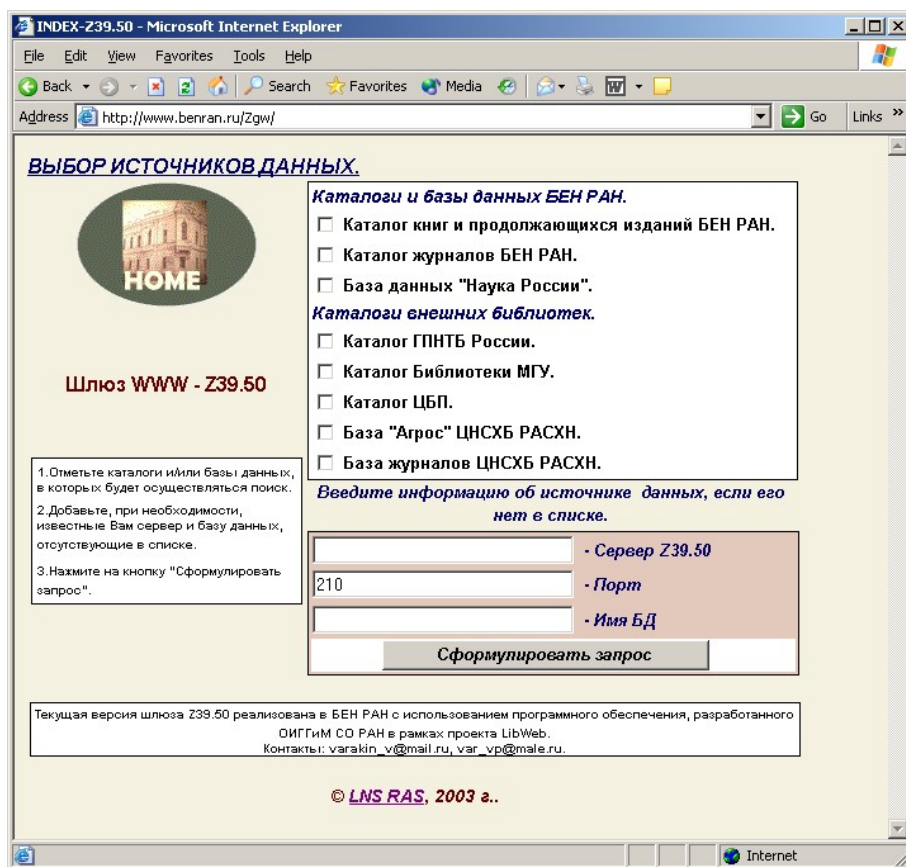 INDEX-Z39.50 - Microsoft Internet Explorer
File Edit View Favorites Tools Help
Back Search Favorites Media
Address http://www.benran.ru/Zgw/ Go Links »
ВЫБОР ИСТОЧНИКОВ ДАННЫХ.
HOME
Шлюз WWW - Z39.50
1.Отметьте каталоги и/или базы данных,
в которых будет осуществляться поиск.
2.Добавьте, при необходимости,
известные Вам сервер и базу данных,
отсутствующие в списке.
3.Нажмите на кнопку "Сформулировать
запрос".
Каталоги и базы данных БЕН РАН.
Каталог книг и продолжающихся изданий БЕН РАН.
Каталог журналов БЕН РАН.
База данных "Наука России".
Каталоги внешних библиотек.
Каталог ГПНТБ России.
Каталог Библиотеки МГУ.
Каталог ЦБП.
База "Агрос" ЦНСХБ РАСХН.
База журналов ЦНСХБ РАСХН.
Введите информацию об источнике данных, если его
нет в списке.
- Сервер Z39.50
210 - Порт
- Имя БД
Сформулировать запрос
Текущая версия шлюза Z39.50 реализована в БЕН РАН с использованием программного обеспечения, разработанного
ОИГГиМ СО РАН в рамках проекта LibWeb.
Контакты: varakin_v@mail.ru, var_vp@male.ru.
© LNS RAS, 2003 г..
Internet